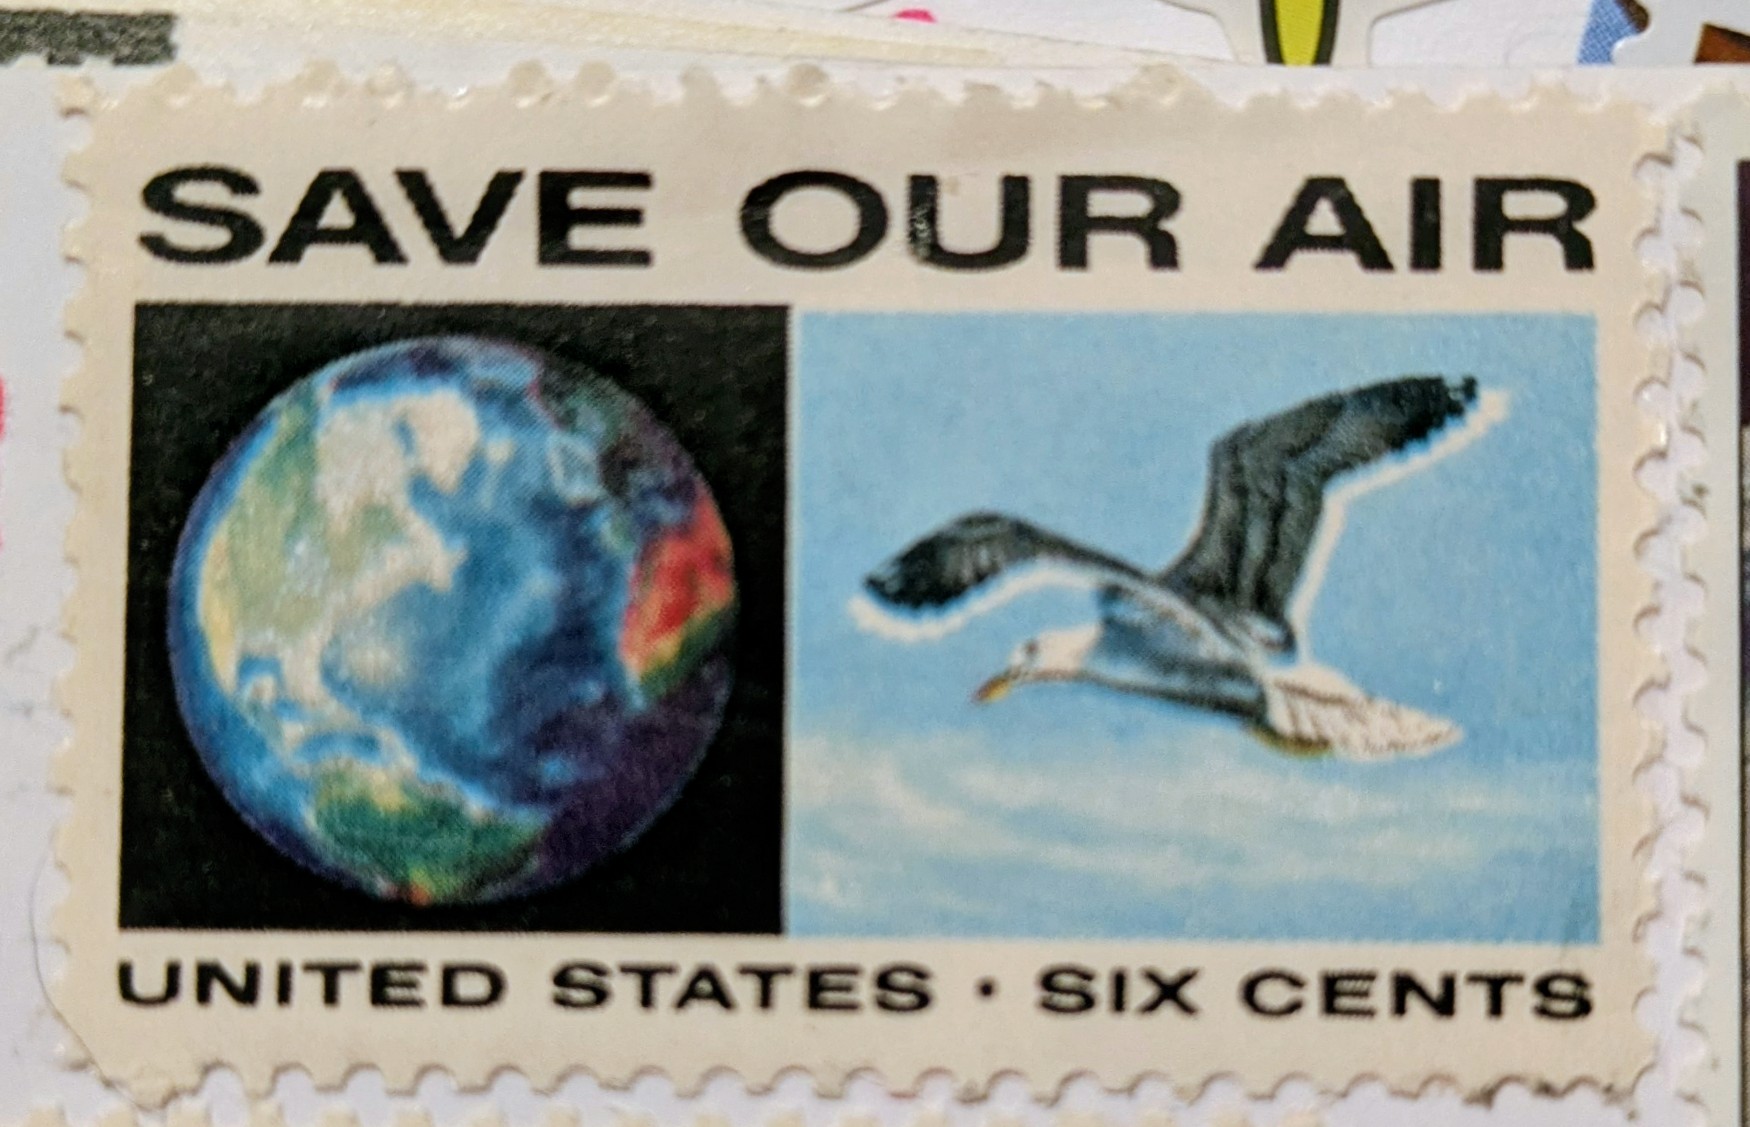 SAVE OUR AIR
UNITED STATES • SIX CENTS